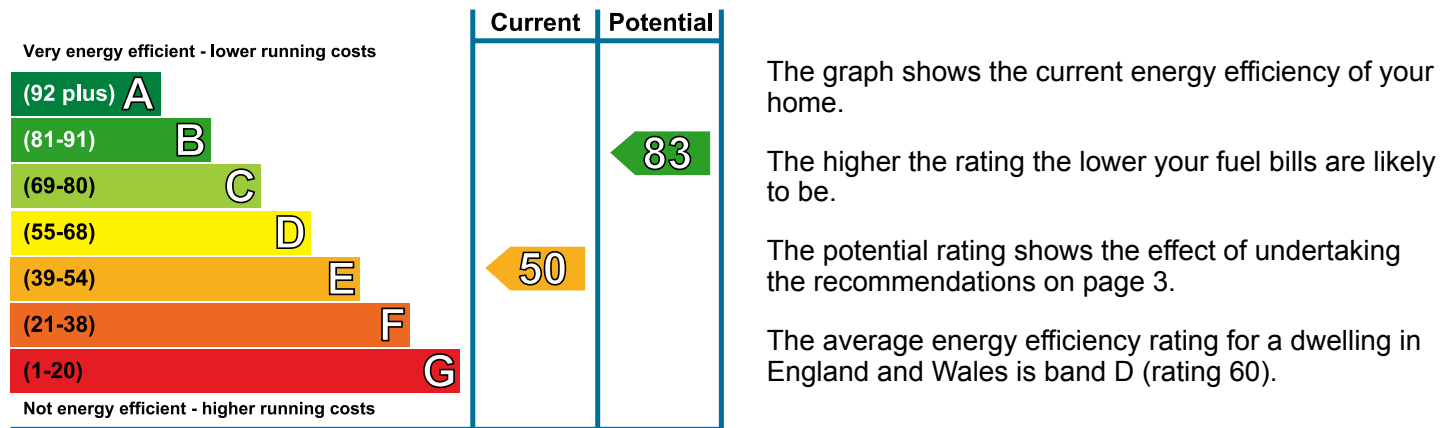 Current Potential
Very energy efficient - lower running costs
(92 plus) A
(81-91) B
(69-80) C
(55-68) D
(39-54) E
(21-38) F
(1-20) G
Not energy efficient - higher running costs
83
50
The graph shows the current energy efficiency of your
home.
The higher the rating the lower your fuel bills are likely
to be.
The potential rating shows the effect of undertaking
the recommendations on page 3.
The average energy efficiency rating for a dwelling in
England and Wales is band D (rating 60).